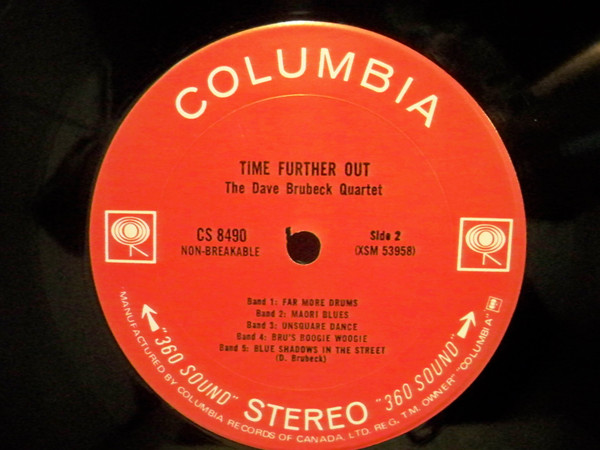 COLUMBIA
TIME FURTHER OUT
The Dave Brubeck Quartet
CS 8490
NON-BREAKABLE
Side 2
(XSM 53958)
Band 1: FAR MORE DRUMS
Band 2: MAORI BLUES
Band 3: UNSQUARE DANCE
Band 4: BRU'S BOOGIE WOOGIE
Band 5: BLUE SHADOWS IN THE STREET
(D. Brubeck)
"360 SOUND" STEREO "360 SOUND"
MANUFACTURED BY COLUMBIA RECORDS OF CANADA, LTD. REG. T.M. OWNER "COLUMBIA"